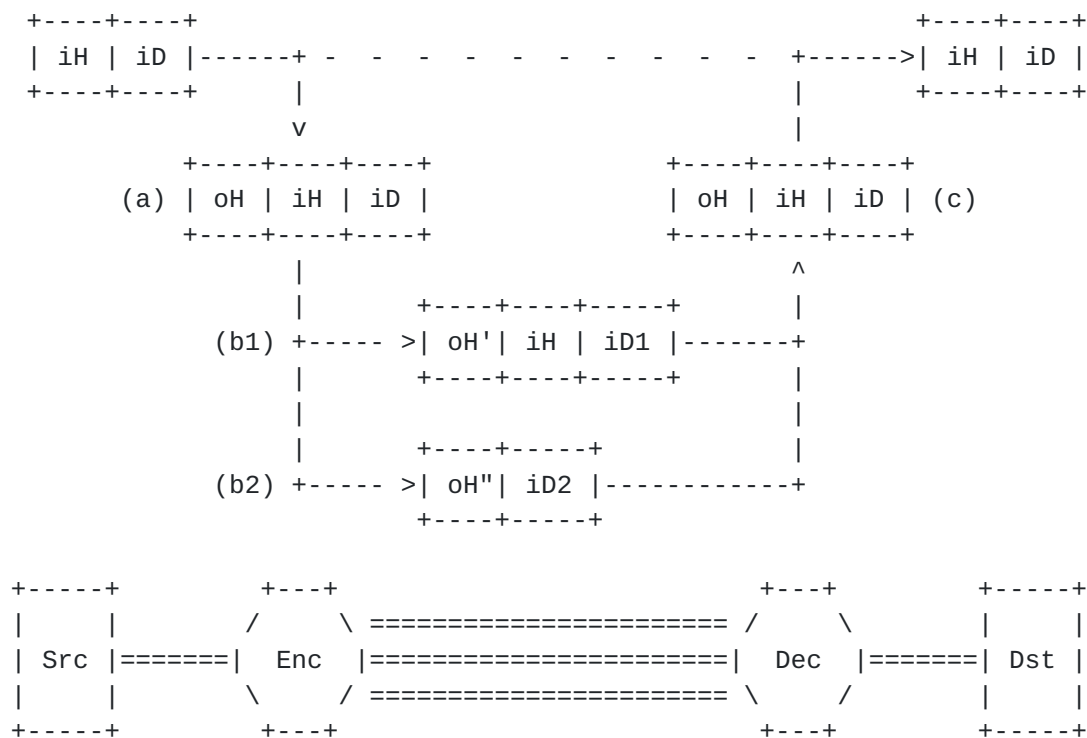 +----+----+                                              +----+----+
| iH | iD |------+ -  -  -  -  -  -  -  -  -  - +------>| iH | iD |
+----+----+      |                               |       +----+----+
                 v                               |
          +----+----+----+               +----+----+----+
      (a) | oH | iH | iD |               | oH | iH | iD | (c)
          +----+----+----+               +----+----+----+
                 |                               ^
                 |       +----+----+-----+       |
            (b1) +----- >| oH'| iH | iD1 |-------+
                 |       +----+----+-----+       |
                 |                               |
                 |       +----+-----+            |
            (b2) +----- >| oH"| iD2 |------------+
                         +----+-----+
+-----+         +---+                           +---+         +-----+
|     |        /     \ ======================= /     \        |     |
| Src |=======|  Enc  |=======================|  Dec  |=======| Dst |
|     |        \     / ======================= \     /        |     |
+-----+         +---+                           +---+         +-----+